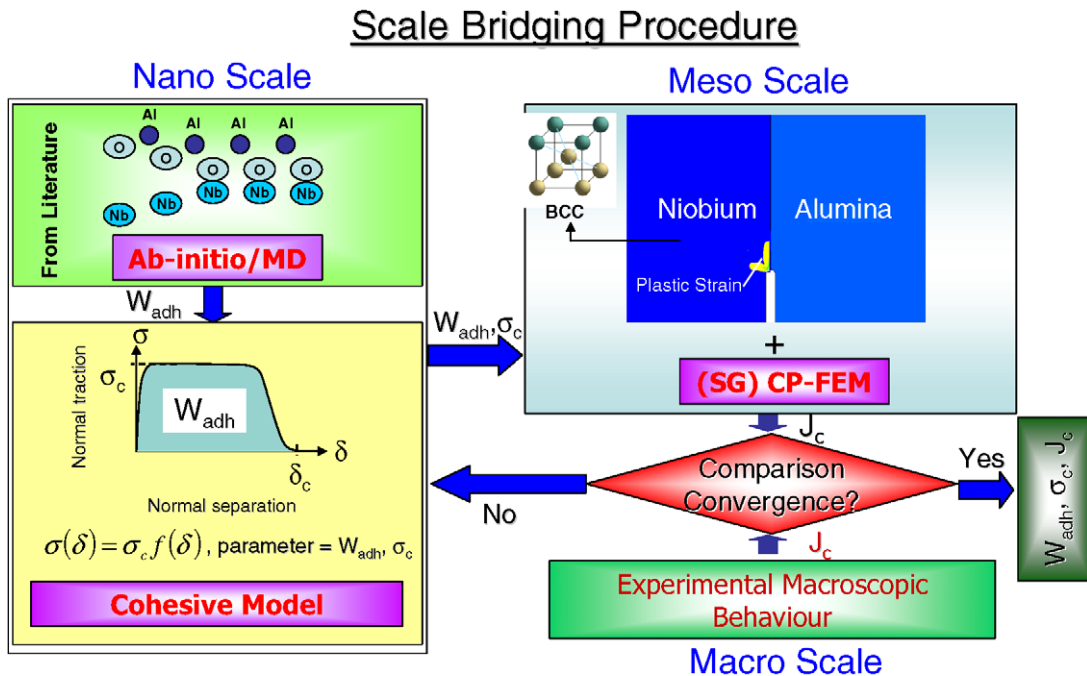 Scale Bridging Procedure
Nano Scale
From Literature
Al Al Al Al
O O O O O
Nb Nb Nb Nb Nb
Ab-initio/MD
W_adh
σ
σ_c
Normal traction
W_adh
δ
δ_c
Normal separation
σ(δ) = σ_c f(δ), parameter = W_adh, σ_c
Cohesive Model
W_adh,σ_c
Meso Scale
BCC
Niobium
Alumina
Plastic Strain
+
(SG) CP-FEM
J_c
Comparison
Convergence?
Yes
No
W_adh, σ_c, J_c
J_c
Experimental Macroscopic
Behaviour
Macro Scale